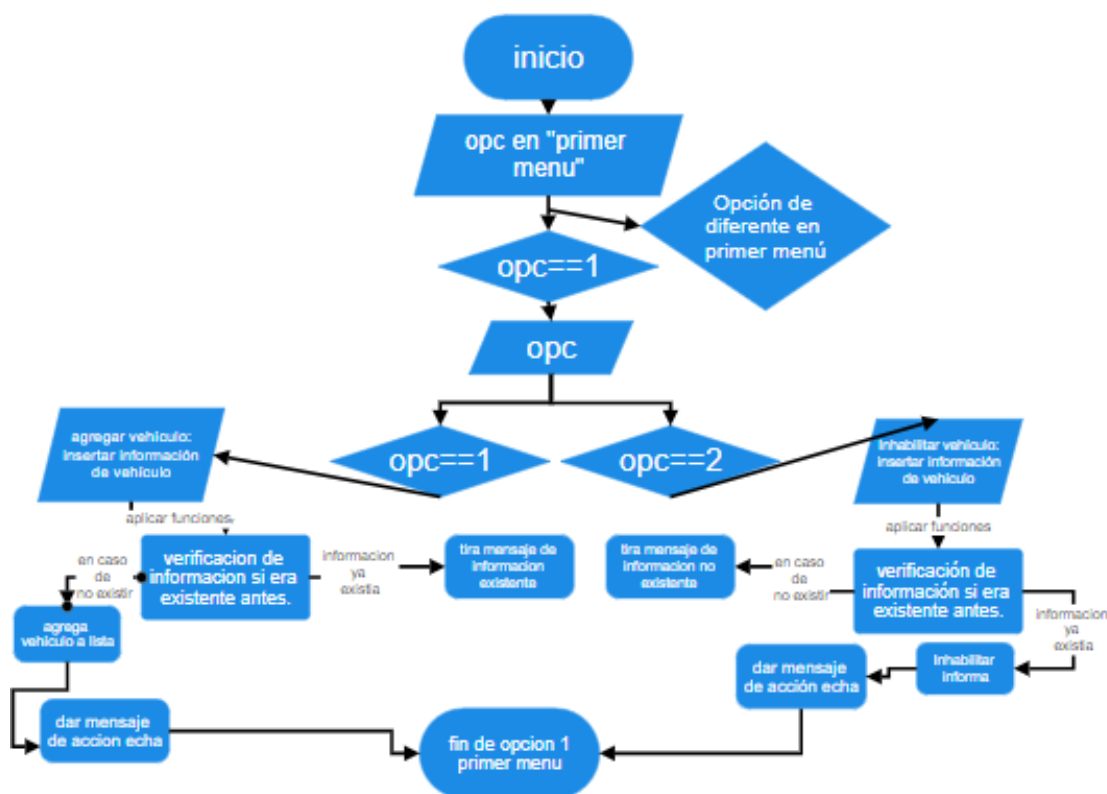 inicio
opc en "primer
menu"
Opción de
diferente en
primer menú
opc==1
opc
agregar vehiculo:
insertar información
de vehiculo
opc==1
opc==2
Inhabilitar vehiculo:
insertar información
de vehiculo
aplicar funciones,
aplicar funciones
en caso
de
no existir
verificacion de
informacion si era
existente antes.
informacion
ya
existia
tira mensaje de
informacion
existente
tira mensaje de
informacion no
existente
en caso
de
no existir
verificación de
información si era
existente antes.
informacion
ya
existia
agrega
vehiculo a lista
dar mensaje
de acción echa
Inhabilitar
informa
dar mensaje
de accion echa
fin de opcion 1
primer menu